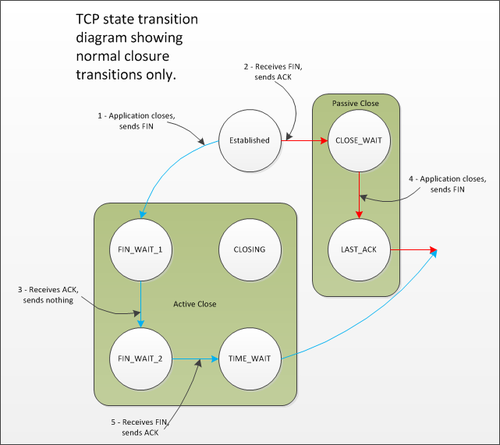 TCP state transition
diagram showing
normal closure
transitions only.
2 - Receives FIN,
sends ACK
Passive Close
1 - Application closes,
sends FIN
Established
CLOSE_WAIT
4 - Application closes,
sends FIN
FIN_WAIT_1
CLOSING
LAST_ACK
3 - Receives ACK,
sends nothing
Active Close
FIN_WAIT_2
TIME_WAIT
5 - Receives FIN,
sends ACK